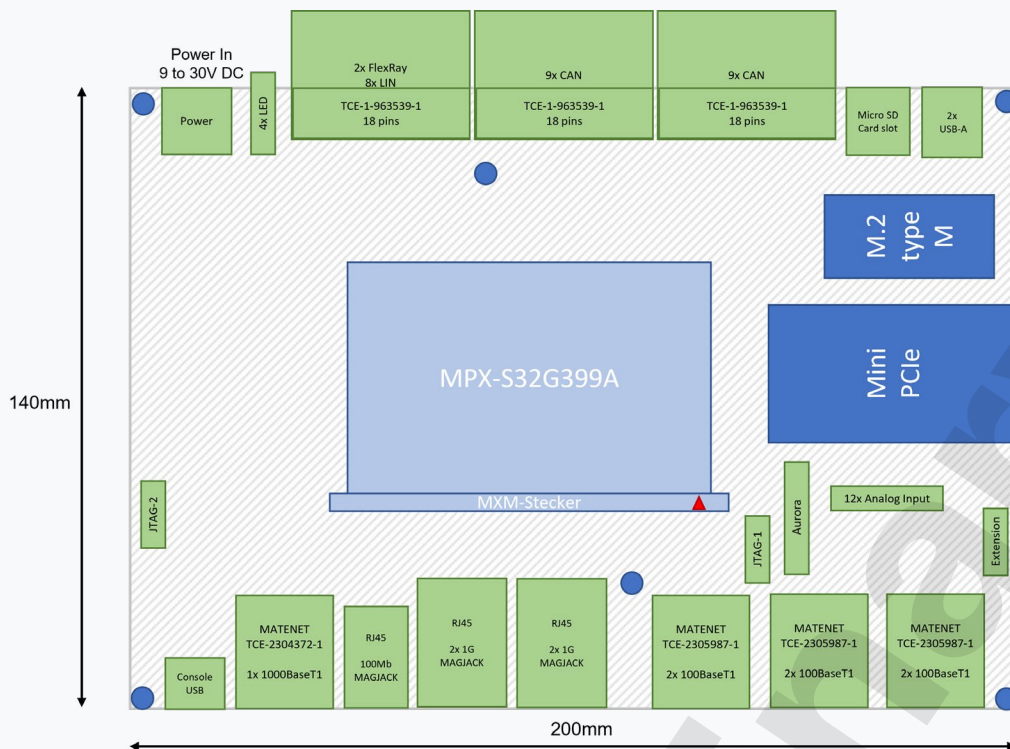 Power In
9 to 30V DC
Power
4x LED
2x FlexRay
8x LIN
TCE-1-963539-1
18 pins
9x CAN
TCE-1-963539-1
18 pins
9x CAN
TCE-1-963539-1
18 pins
Micro SD
Card slot
2x
USB-A
M.2
type
M
Mini
PCIe
MPX-S32G399A
MXM-Stecker
140mm
JTAG-2
JTAG-1
Aurora
12x Analog Input
Extension
Console
USB
MATENET
TCE-2304372-1
1x 1000BaseT1
RJ45
100Mb
MAGJACK
RJ45
2x 1G
MAGJACK
RJ45
2x 1G
MAGJACK
MATENET
TCE-2305987-1
2x 100BaseT1
MATENET
TCE-2305987-1
2x 100BaseT1
MATENET
TCE-2305987-1
2x 100BaseT1
200mm